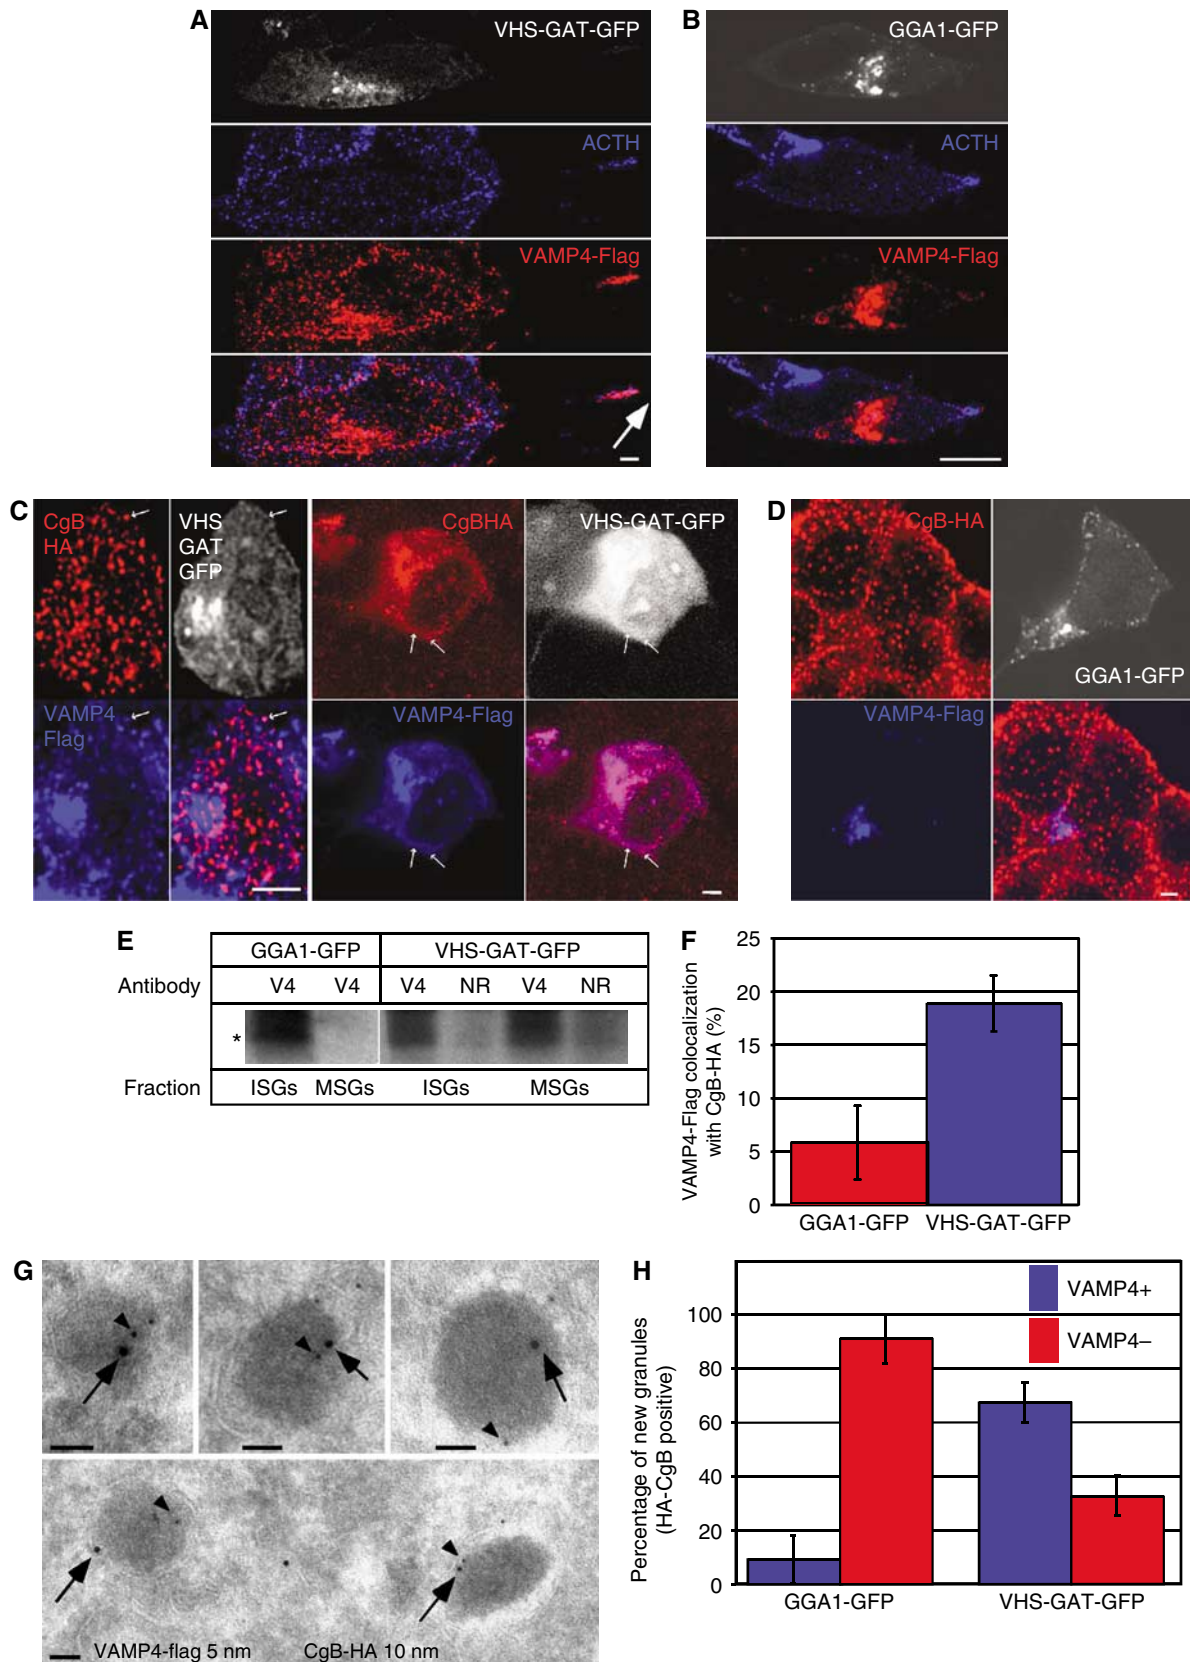 A
VHS-GAT-GFP
ACTH
VAMP4-Flag
B
GGA1-GFP
ACTH
VAMP4-Flag
C
CgB
HA
VHS
GAT
GFP
VAMP4
Flag
CgBHA
VHS-GAT-GFP
VAMP4-Flag
D
CgB-HA
GGA1-GFP
VAMP4-Flag
E
GGA1-GFP VHS-GAT-GFP
Antibody V4 V4 V4 NR V4 NR
*
Fraction ISGs MSGs ISGs MSGs
F
VAMP4-Flag colocalization
with CgB-HA (%)
25
20
15
10
5
0
GGA1-GFP VHS-GAT-GFP
G
VAMP4-flag 5 nm CgB-HA 10 nm
H
VAMP4+
VAMP4–
Percentage of new granules
(HA-CgB positive)
100
80
60
40
20
0
GGA1-GFP VHS-GAT-GFP